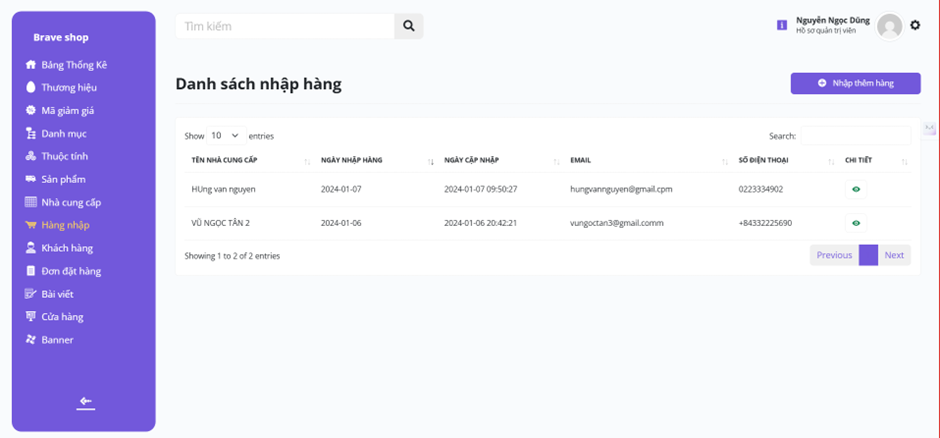 Brave shop
Bảng Thống Kê
Thương hiệu
Mã giảm giá
Danh mục
Thuộc tính
Sản phẩm
Nhà cung cấp
Hàng nhập
Khách hàng
Đơn đặt hàng
Bài viết
Cửa hàng
Banner
Tìm kiếm
Nguyễn Ngọc Dũng
Hồ sơ quản trị viên
Danh sách nhập hàng
Nhập thêm hàng
Show 10 entries Search:
TÊN NHÀ CUNG CẤP NGÀY NHẬP HÀNG NGÀY CẬP NHẬP EMAIL SỐ ĐIỆN THOẠI CHI TIẾT
HUng van nguyen 2024-01-07 2024-01-07 09:50:27 hungvannguyen@gmail.cpm 0223334902
VŨ NGỌC TÂN 2 2024-01-06 2024-01-06 20:42:21 vungoctan3@gmail.comm +84332225690
Showing 1 to 2 of 2 entries Previous Next